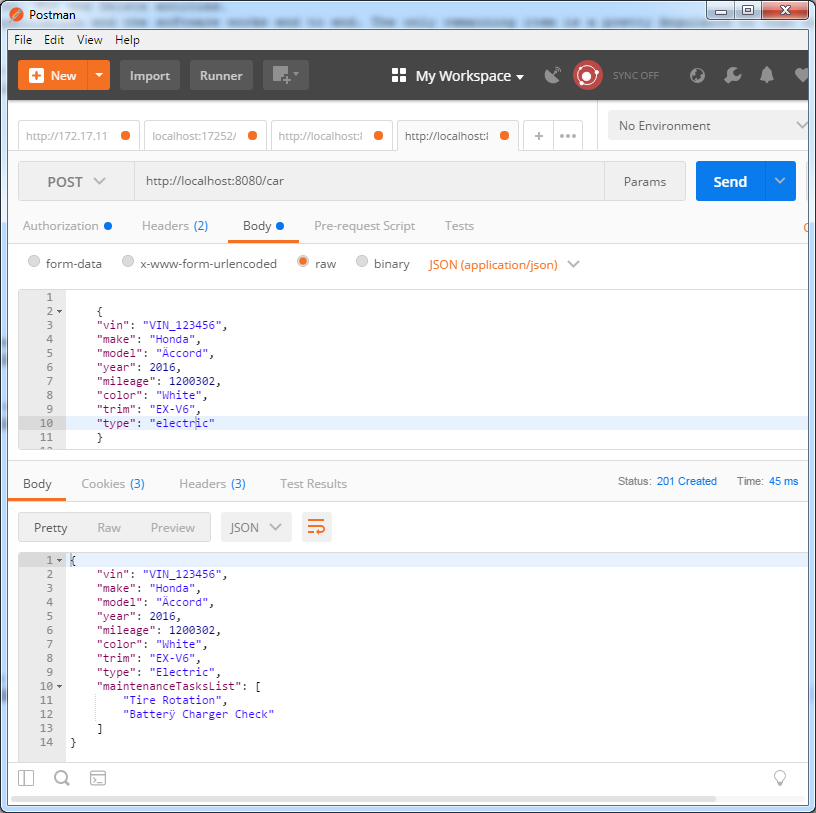 Postman
File Edit View Help
New Import Runner My Workspace SYNC OFF
http://172.17.11 localhost:17252/ http://localhost:8 http://localhost:8 + ••• No Environment
POST http://localhost:8080/car Params Send
Authorization Headers (2) Body Pre-request Script Tests
form-data x-www-form-urlencoded raw binary JSON (application/json)
1
2 {
3 "vin": "VIN_123456",
4 "make": "Honda",
5 "model": "Äccord",
6 "year": 2016,
7 "mileage": 1200302,
8 "color": "White",
9 "trim": "EX-V6",
10 "type": "electric"
11 }
Body Cookies (3) Headers (3) Test Results Status: 201 Created Time: 45 ms
Pretty Raw Preview JSON
1 {
2 "vin": "VIN_123456",
3 "make": "Honda",
4 "model": "Äccord",
5 "year": 2016,
6 "mileage": 1200302,
7 "color": "White",
8 "trim": "EX-V6",
9 "type": "Electric",
10 "maintenanceTasksList": [
11 "Tire Rotation",
12 "Batterÿ Charger Check"
13 ]
14 }